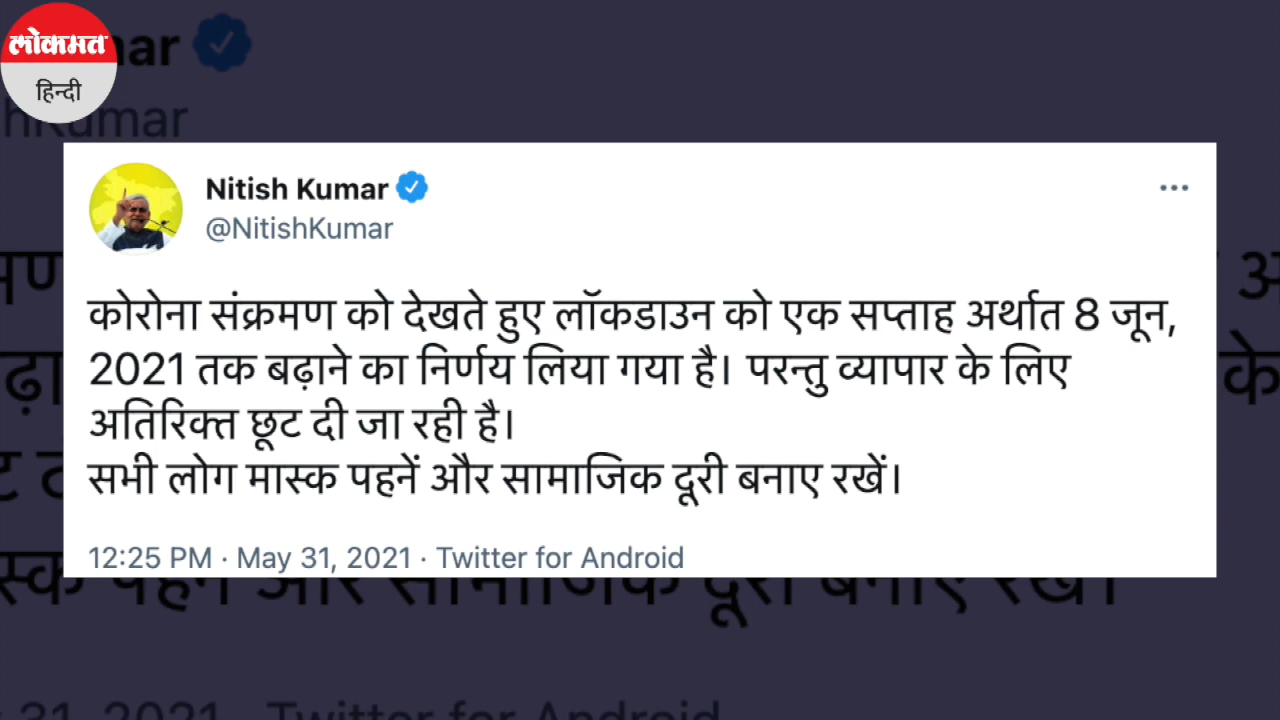 लोकमत
हिन्दी
Nitish Kumar
@NitishKumar
कोरोना संक्रमण को देखते हुए लॉकडाउन को एक सप्ताह अर्थात 8 जून,
2021 तक बढ़ाने का निर्णय लिया गया है। परन्तु व्यापार के लिए
अतिरिक्त छूट दी जा रही है।
सभी लोग मास्क पहनें और सामाजिक दूरी बनाए रखें।
12:25 PM · May 31, 2021 · Twitter for Android